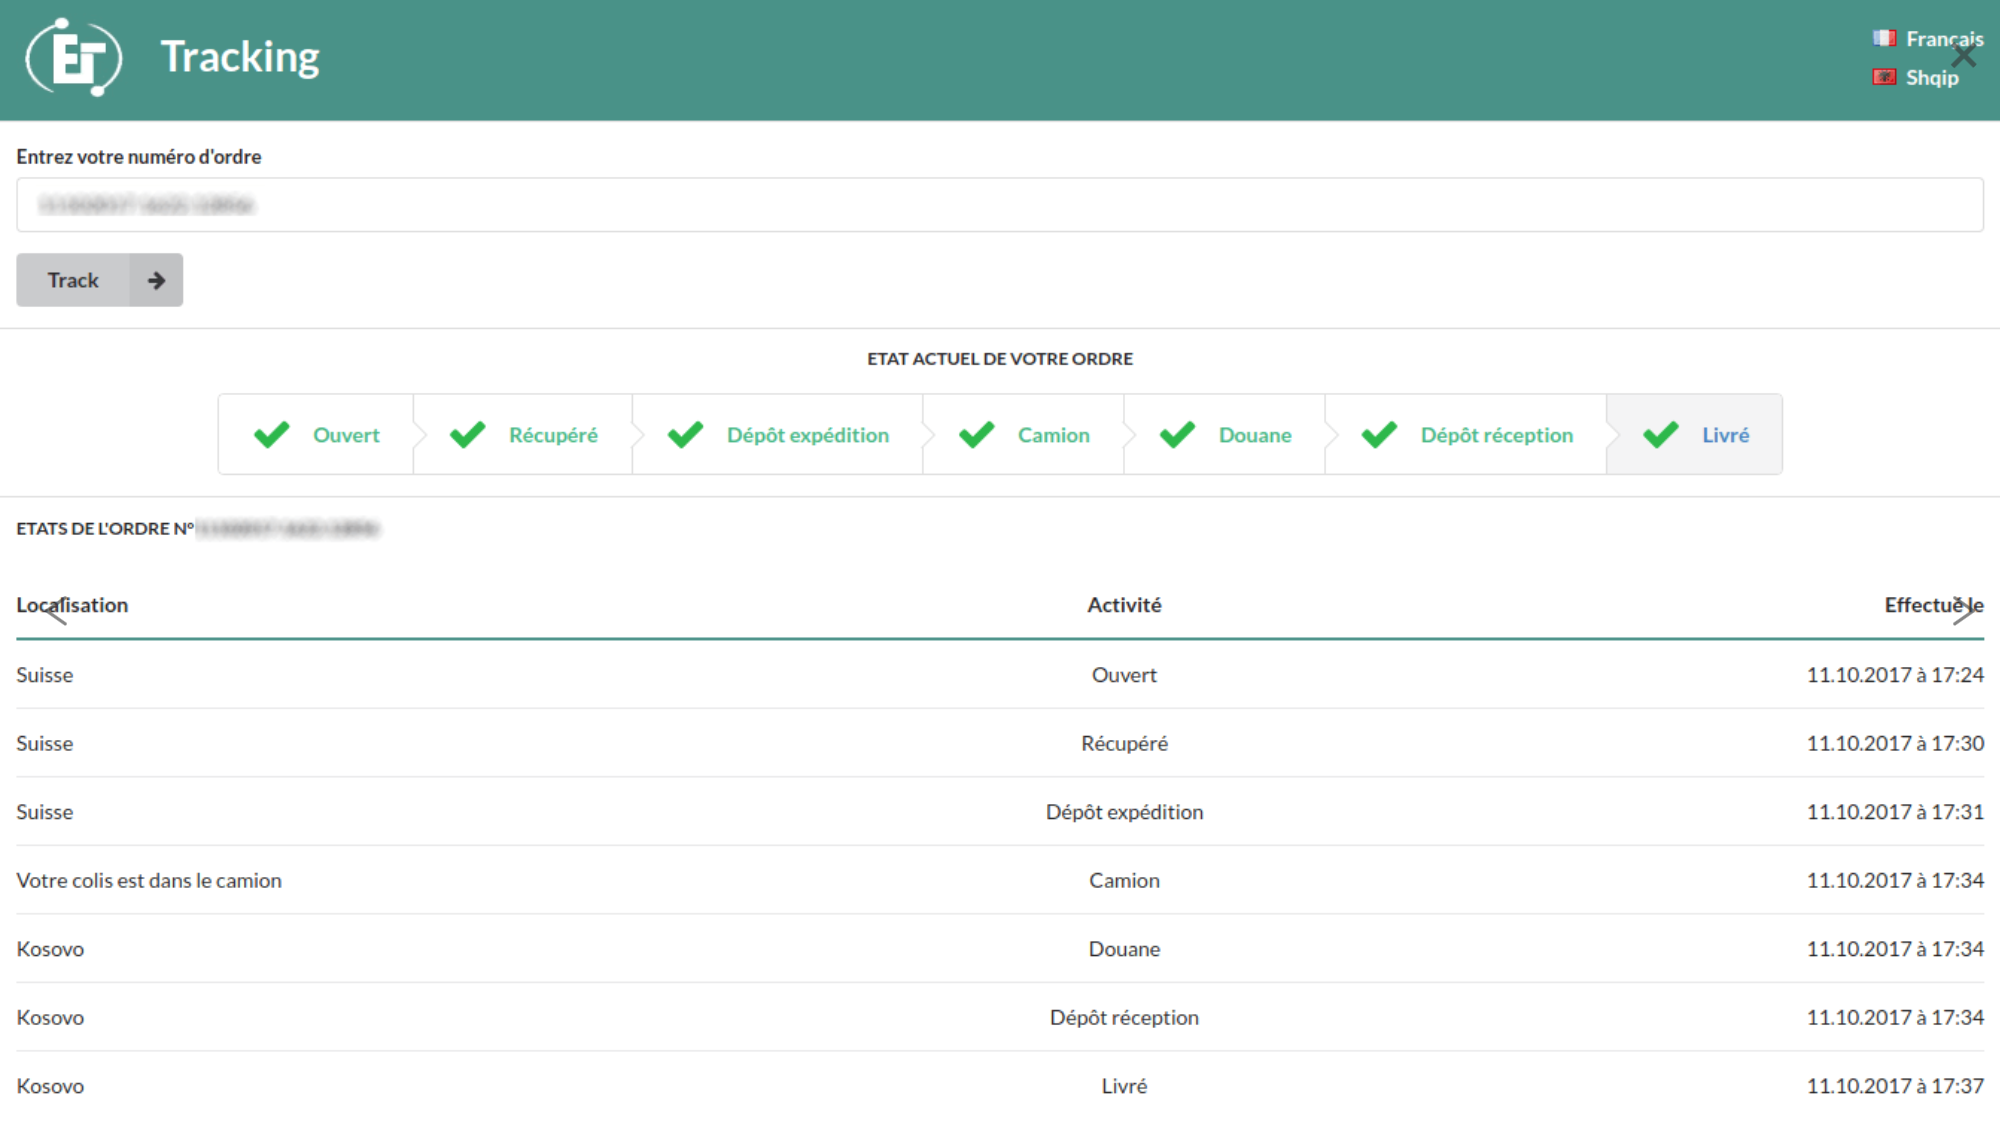 ET Tracking
Français
Shqip
Entrez votre numéro d'ordre
Track
ETAT ACTUEL DE VOTRE ORDRE
Ouvert Récupéré Dépôt expédition Camion Douane Dépôt réception Livré
ETATS DE L'ORDRE N°
Localisation Activité Effectué le
Suisse Ouvert 11.10.2017 à 17:24
Suisse Récupéré 11.10.2017 à 17:30
Suisse Dépôt expédition 11.10.2017 à 17:31
Votre colis est dans le camion Camion 11.10.2017 à 17:34
Kosovo Douane 11.10.2017 à 17:34
Kosovo Dépôt réception 11.10.2017 à 17:34
Kosovo Livré 11.10.2017 à 17:37